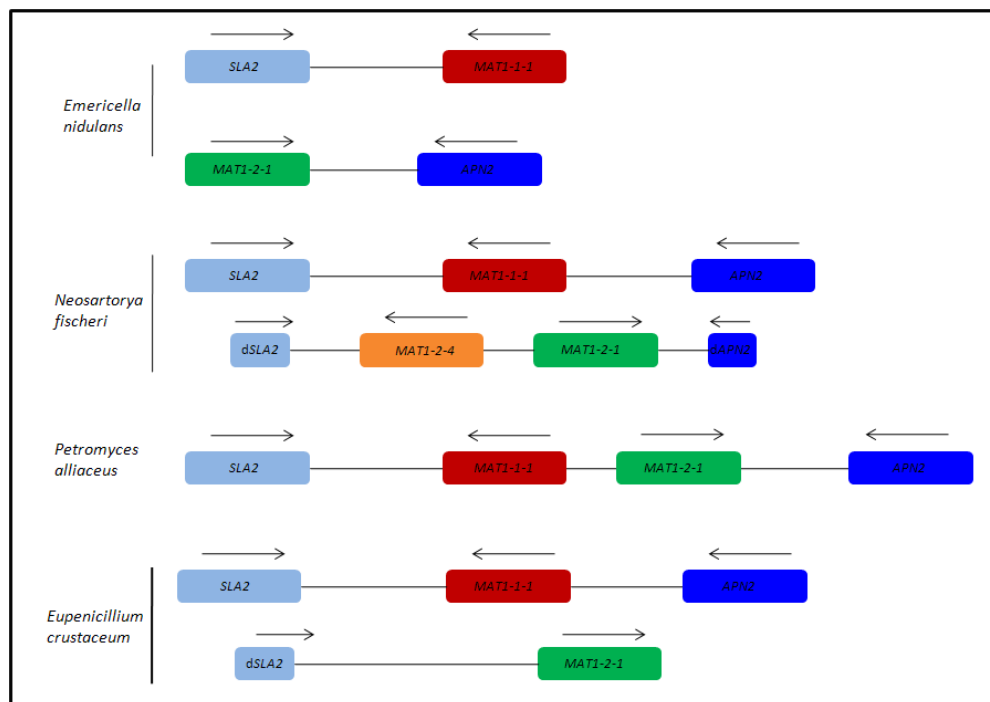 SLA2 MAT1-1-1
Emericella
nidulans
MAT1-2-1 APN2
SLA2 MAT1-1-1 APN2
Neosartorya
fischeri
dSLA2 MAT1-2-4 MAT1-2-1 dAPN2
Petromyces
alliaceus
SLA2 MAT1-1-1 MAT1-2-1 APN2
SLA2 MAT1-1-1 APN2
Eupenicillium
crustaceum
dSLA2 MAT1-2-1